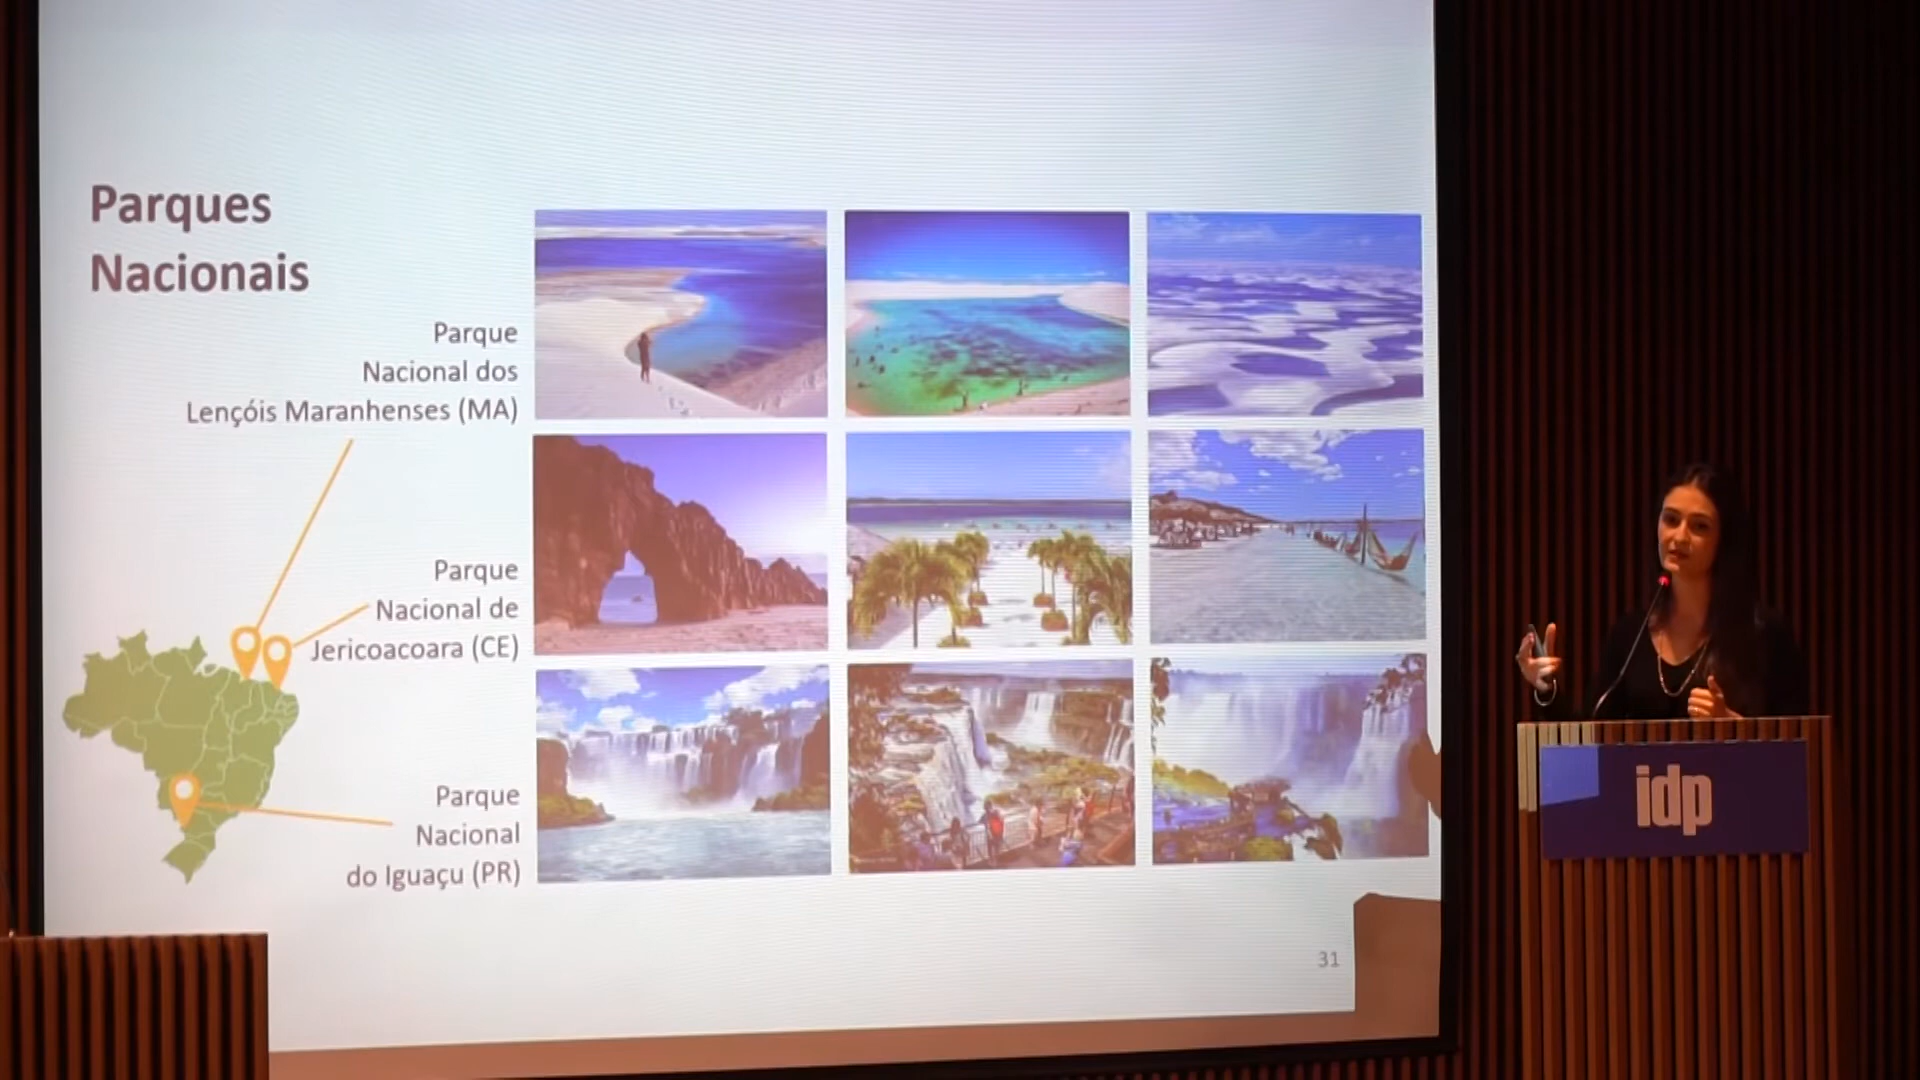 Parques
Nacionais
Parque
Nacional dos
Lençóis Maranhenses (MA)
Parque
Nacional de
Jericoacoara (CE)
Parque
Nacional
do Iguaçu (PR)
31
idp